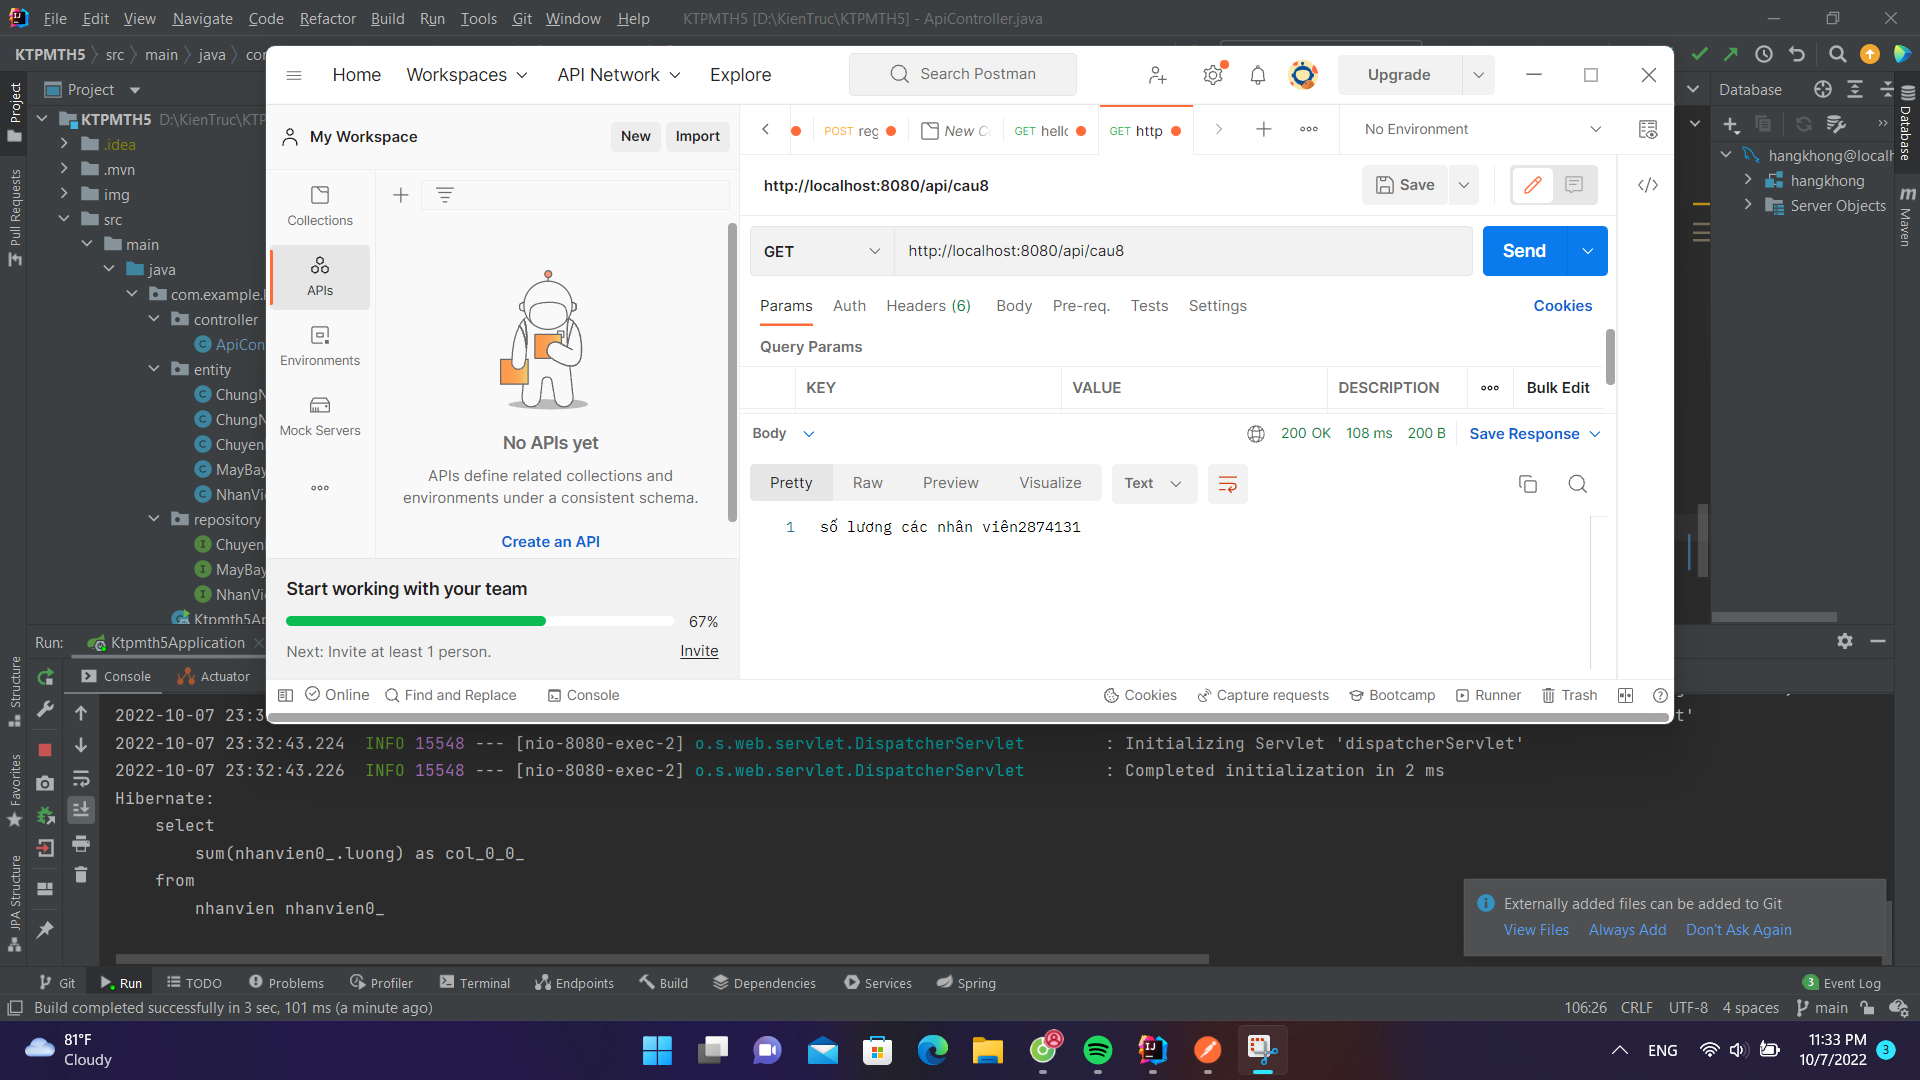 File Edit View Navigate Code Refactor Build Run Tools Git Window Help KTPMTH5 [D:\KienTruc\KTPMTH5] - ApiController.java
KTPMTH5 src main java
Home Workspaces API Network Explore Search Postman Upgrade
Project
Database
KTPMTH5 D:\KienTruc\KTP
.idea
.mvn
img
src
main
java
com.example.
controller
ApiCon
entity
ChungN
ChungN
Chuyen
MayBay
NhanVie
repository
Chuyen
MayBay
NhanVie
Ktpmth5Ap
My Workspace New Import
Collections
APIs
Environments
Mock Servers
No APIs yet
APIs define related collections and
environments under a consistent schema.
Create an API
Start working with your team
67%
Next: Invite at least 1 person. Invite
POST reg New Co GET hello GET http No Environment
http://localhost:8080/api/cau8 Save
GET http://localhost:8080/api/cau8 Send
Params Auth Headers (6) Body Pre-req. Tests Settings Cookies
Query Params
KEY VALUE DESCRIPTION Bulk Edit
Body 200 OK 108 ms 200 B Save Response
Pretty Raw Preview Visualize Text
1 số lương các nhân viên2874131
Online Find and Replace Console Cookies Capture requests Bootcamp Runner Trash
hangkhong@localh
hangkhong
Server Objects
Project
Pull Requests
Structure
Favorites
JPA Structure
Database
Maven
Run: Ktpmth5Application
Console Actuator
2022-10-07 23:3
2022-10-07 23:32:43.224 INFO 15548 --- [nio-8080-exec-2] o.s.web.servlet.DispatcherServlet : Initializing Servlet 'dispatcherServlet'
2022-10-07 23:32:43.226 INFO 15548 --- [nio-8080-exec-2] o.s.web.servlet.DispatcherServlet : Completed initialization in 2 ms
Hibernate:
select
sum(nhanvien0_.luong) as col_0_0_
from
nhanvien nhanvien0_
Externally added files can be added to Git
View Files Always Add Don't Ask Again
Git Run TODO Problems Profiler Terminal Endpoints Build Dependencies Services Spring 3 Event Log
Build completed successfully in 3 sec, 101 ms (a minute ago) 106:26 CRLF UTF-8 4 spaces main
81°F
Cloudy
ENG
11:33 PM
10/7/2022
3